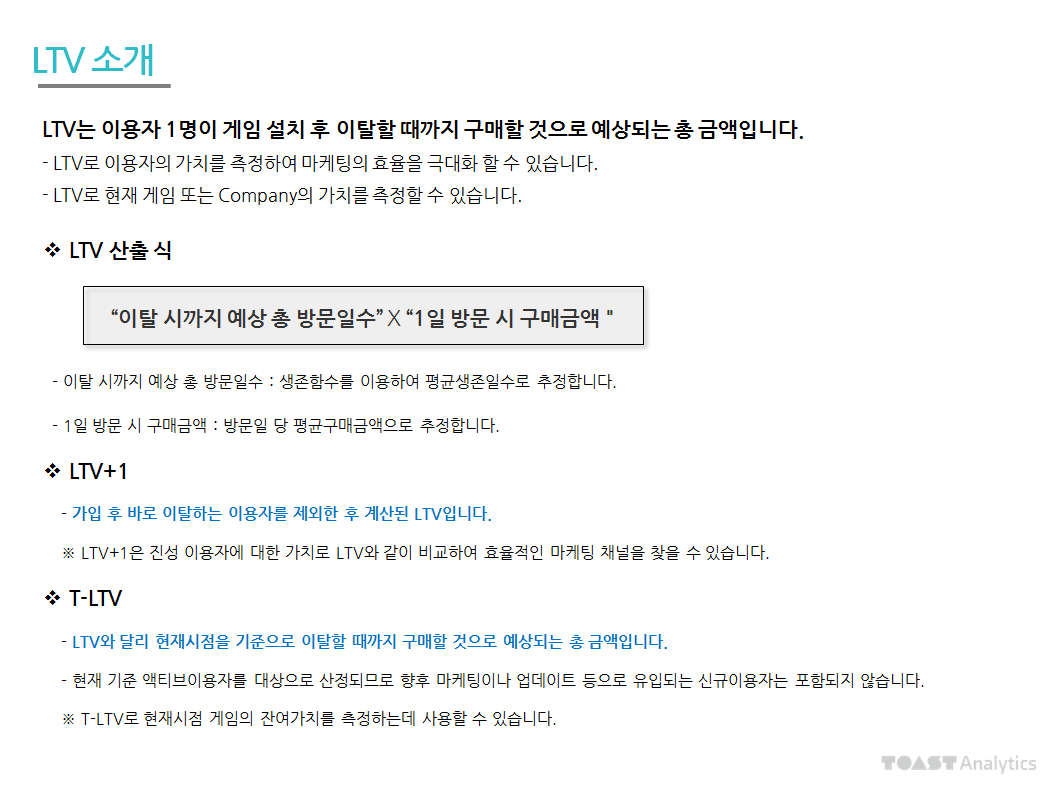 LTV 소개
LTV는 이용자 1명이 게임 설치 후 이탈할 때까지 구매할 것으로 예상되는 총 금액입니다.
- LTV로 이용자의 가치를 측정하여 마케팅의 효율을 극대화 할 수 있습니다.
- LTV로 현재 게임 또는 Company의 가치를 측정할 수 있습니다.
❖ LTV 산출 식
“이탈 시까지 예상 총 방문일수” X “1일 방문 시 구매금액 "
- 이탈 시까지 예상 총 방문일수 : 생존함수를 이용하여 평균생존일수로 추정합니다.
- 1일 방문 시 구매금액 : 방문일 당 평균구매금액으로 추정합니다.
❖ LTV+1
- 가입 후 바로 이탈하는 이용자를 제외한 후 계산된 LTV입니다.
※ LTV+1은 진성 이용자에 대한 가치로 LTV와 같이 비교하여 효율적인 마케팅 채널을 찾을 수 있습니다.
❖ T-LTV
- LTV와 달리 현재시점을 기준으로 이탈할 때까지 구매할 것으로 예상되는 총 금액입니다.
- 현재 기준 액티브이용자를 대상으로 산정되므로 향후 마케팅이나 업데이트 등으로 유입되는 신규이용자는 포함되지 않습니다.
※ T-LTV로 현재시점 게임의 잔여가치를 측정하는데 사용할 수 있습니다.
TOAST Analytics